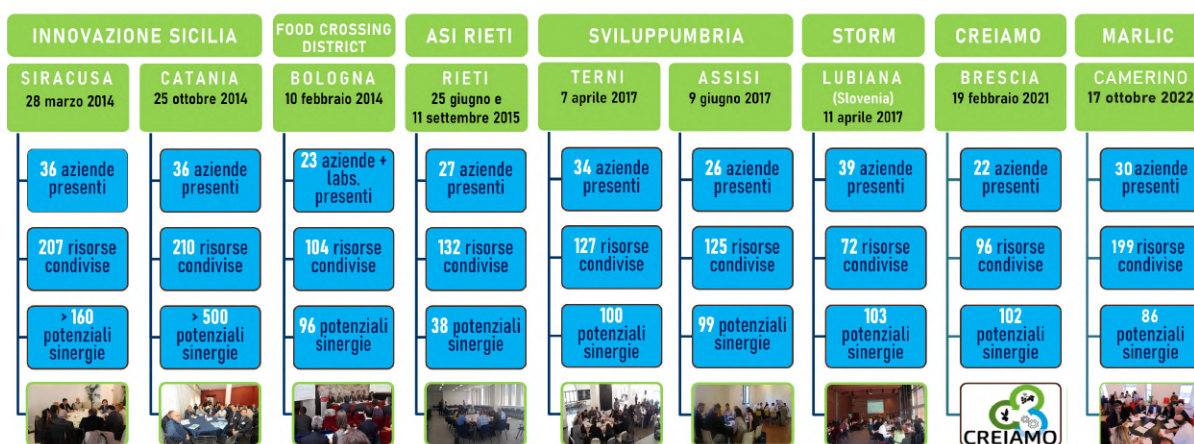 INNOVAZIONE SICILIA
FOOD CROSSING
DISTRICT
ASI RIETI
SVILUPPUMBRIA
STORM
CREIAMO
MARLIC
SIRACUSA
28 marzo 2014
CATANIA
25 ottobre 2014
BOLOGNA
10 febbraio 2014
RIETI
25 giugno e
11 settembre 2015
TERNI
7 aprile 2017
ASSISI
9 giugno 2017
LUBIANA
(Slovenia)
11 aprile 2017
BRESCIA
19 febbraio 2021
CAMERINO
17 ottobre 2022
36 aziende
presenti
36 aziende
presenti
23 aziende +
labs.
presenti
27 aziende
presenti
34 aziende
presenti
26 aziende
presenti
39 aziende
presenti
22 aziende
presenti
30 aziende
presenti
207 risorse
condivise
210 risorse
condivise
104 risorse
condivise
132 risorse
condivise
127 risorse
condivise
125 risorse
condivise
72 risorse
condivise
96 risorse
condivise
199 risorse
condivise
> 160
potenziali
sinergie
> 500
potenziali
sinergie
96 potenziali
sinergie
38 potenziali
sinergie
100
potenziali
sinergie
99 potenziali
sinergie
103
potenziali
sinergie
102
potenziali
sinergie
86
potenziali
sinergie
CREIAMO